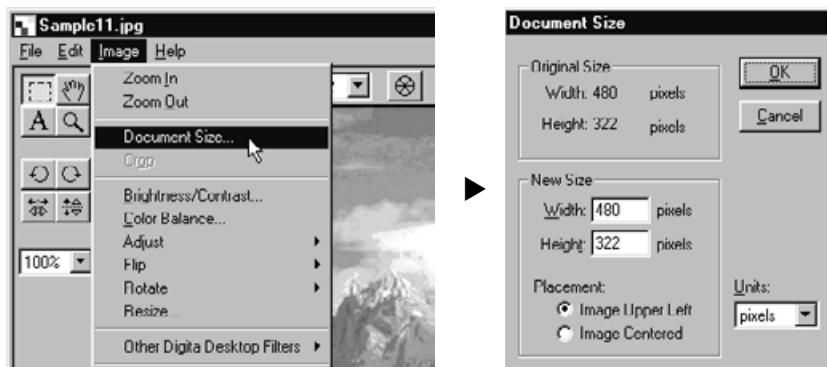 Sample11.jpg
File Edit Image Help
Zoom In
Zoom Out
Document Size...
Crop
A
Brightness/Contrast...
Color Balance...
Adjust
100%
Flip
Rotate
Resize...
Other Digita Desktop Filters
Document Size
Original Size
Width: 480 pixels
Height: 322 pixels
OK
Cancel
New Size
Width: 480 pixels
Height: 322 pixels
Placement:
Image Upper Left
Image Centered
Units:
pixels